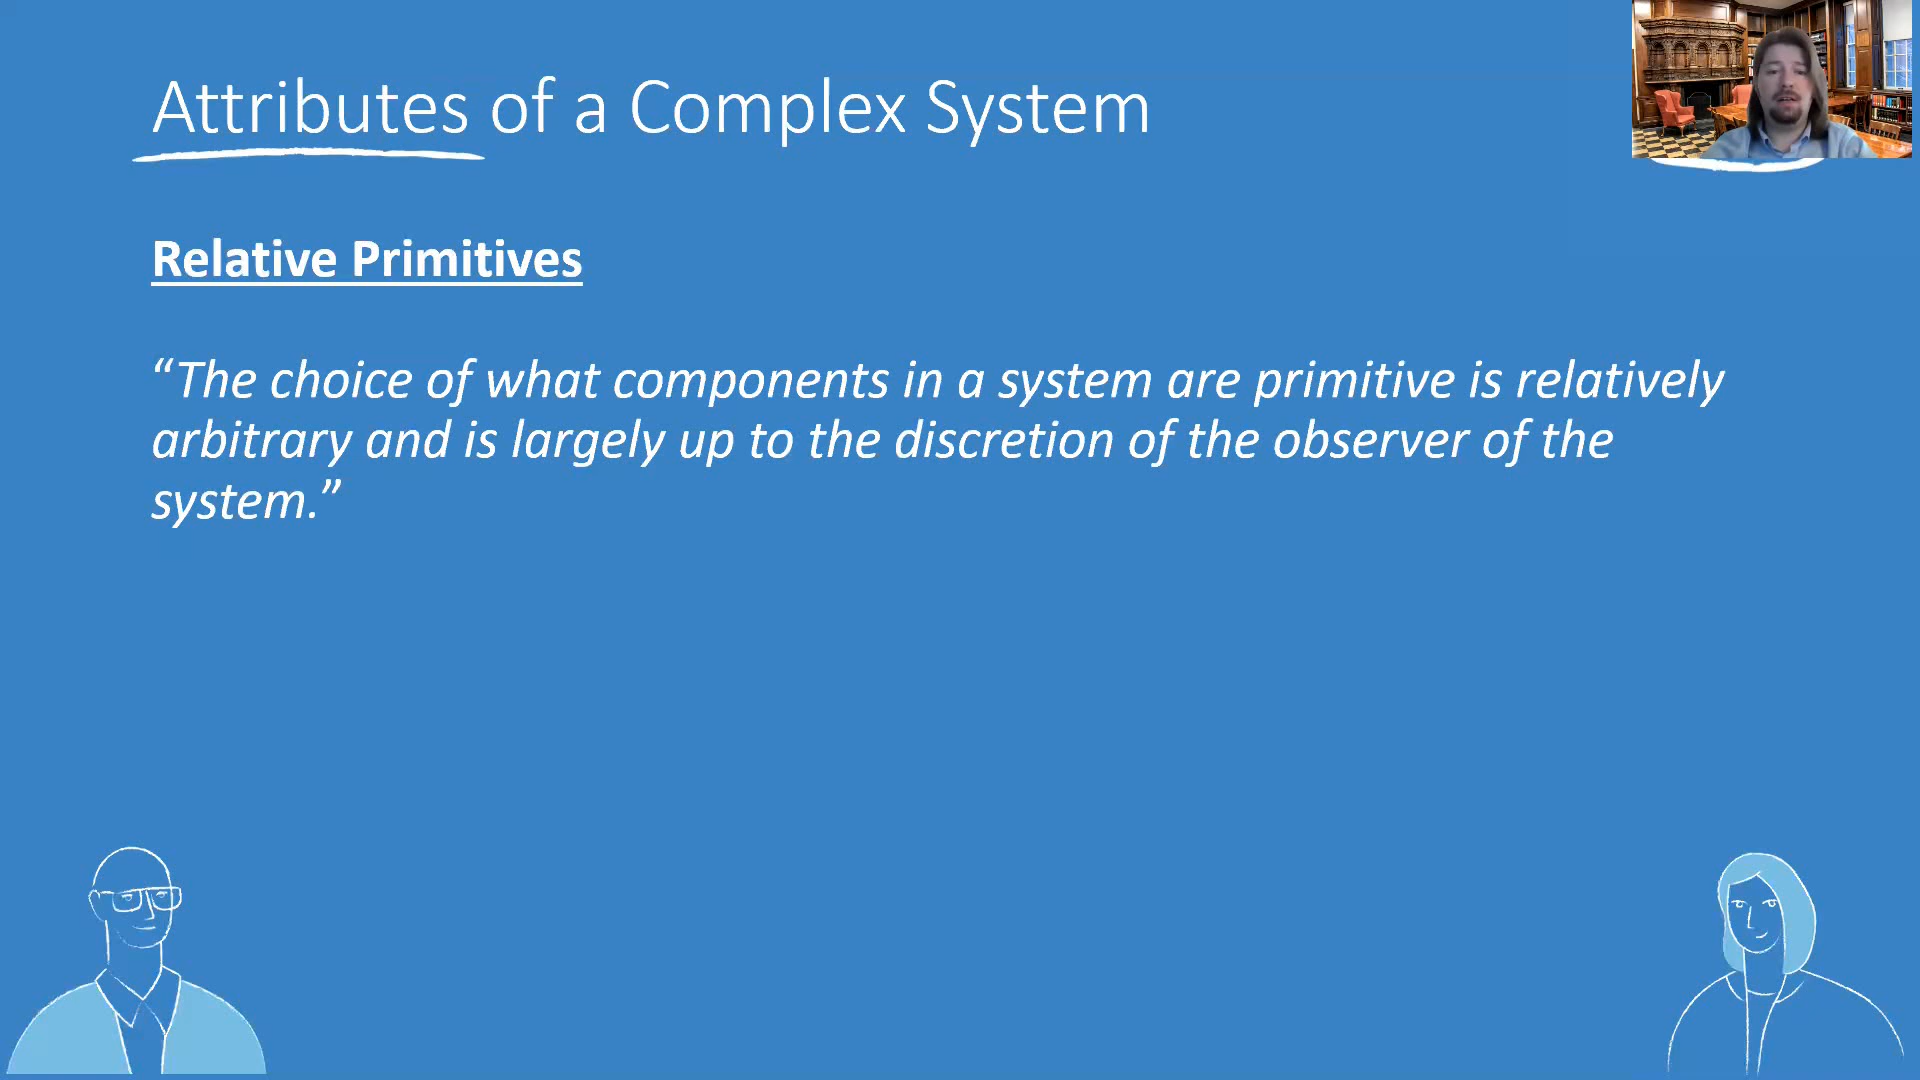 Attributes of a Complex System
Relative Primitives
“The choice of what components in a system are primitive is relatively
arbitrary and is largely up to the discretion of the observer of the
system.”